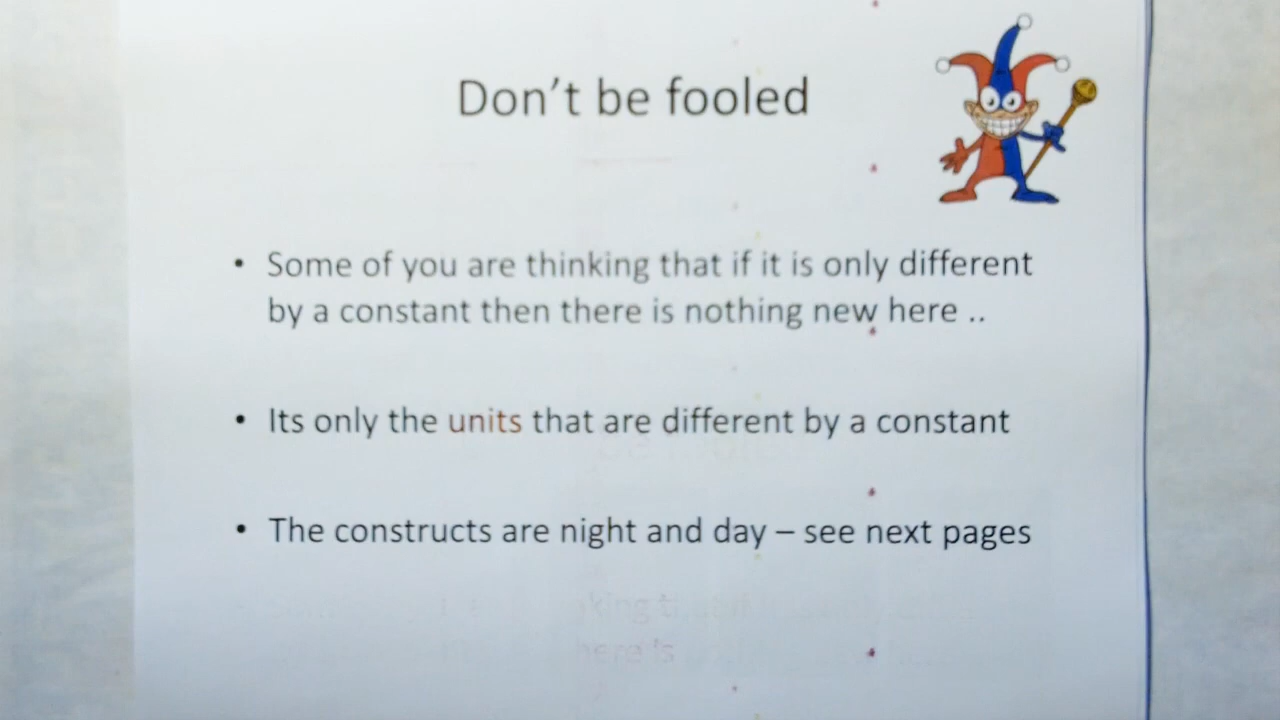 Don't be fooled
• Some of you are thinking that if it is only different
by a constant then there is nothing new here ..
• Its only the units that are different by a constant
• The constructs are night and day – see next pages